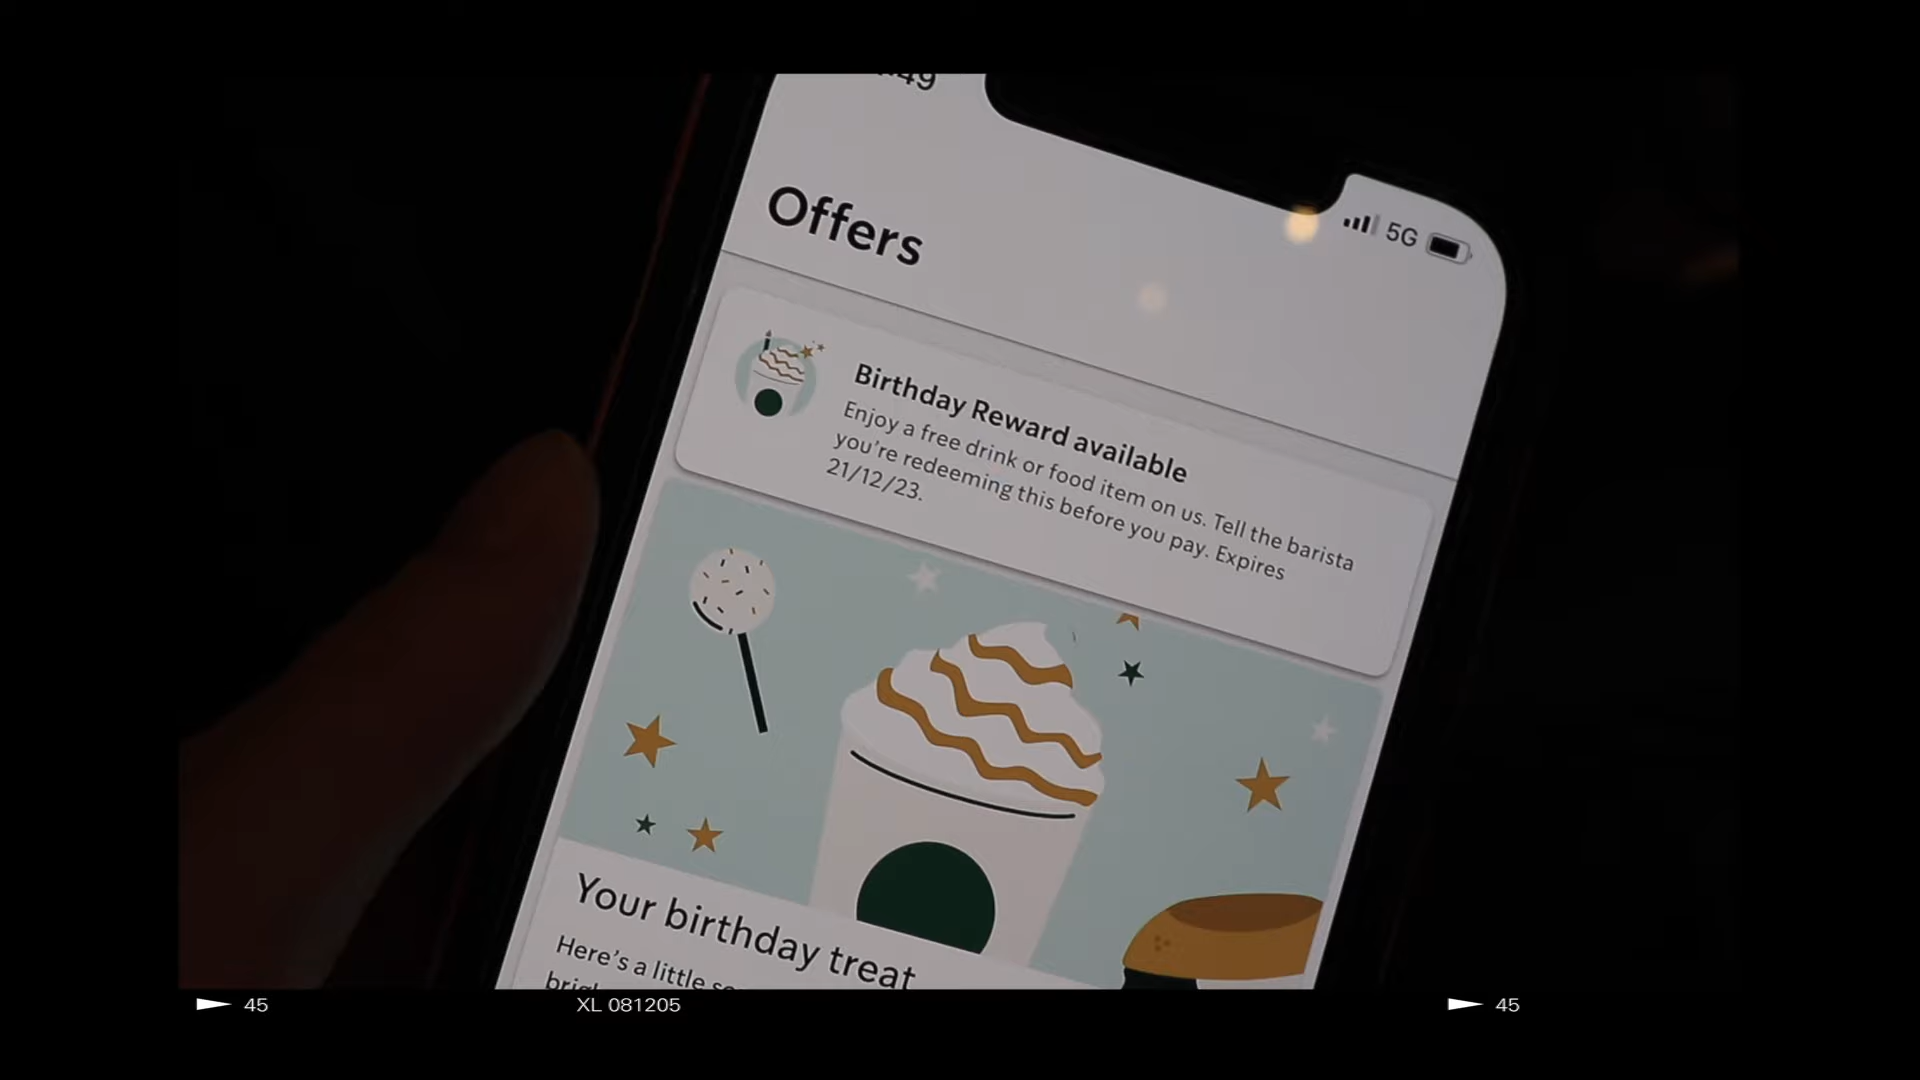 49
Offers
5G
Birthday Reward available
Enjoy a free drink or food item on us. Tell the barista
you're redeeming this before you pay. Expires
21/12/23.
Your birthday treat
Here's a little
45
XL 081205
45